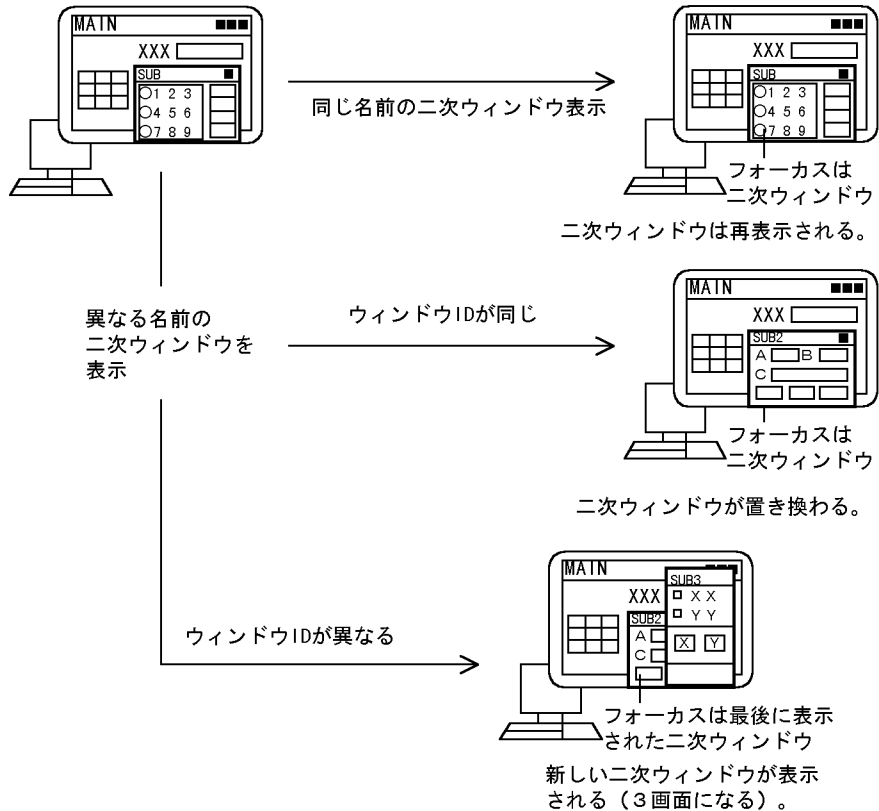 MAIN
XXX
SUB
1 2 3
4 5 6
7 8 9
同じ名前の二次ウィンドウ表示
MAIN
XXX
SUB
1 2 3
4 5 6
7 8 9
フォーカスは
二次ウィンドウ
二次ウィンドウは再表示される。
異なる名前の
二次ウィンドウを
表示
ウィンドウIDが同じ
MAIN
XXX
SUB2
A B
C
フォーカスは
二次ウィンドウ
二次ウィンドウが置き換わる。
ウィンドウIDが異なる
MAIN
XXX
SUB2
A
C
SUB3
X X
Y Y
X Y
フォーカスは最後に表示
された二次ウィンドウ
新しい二次ウィンドウが表示
される（３画面になる）。